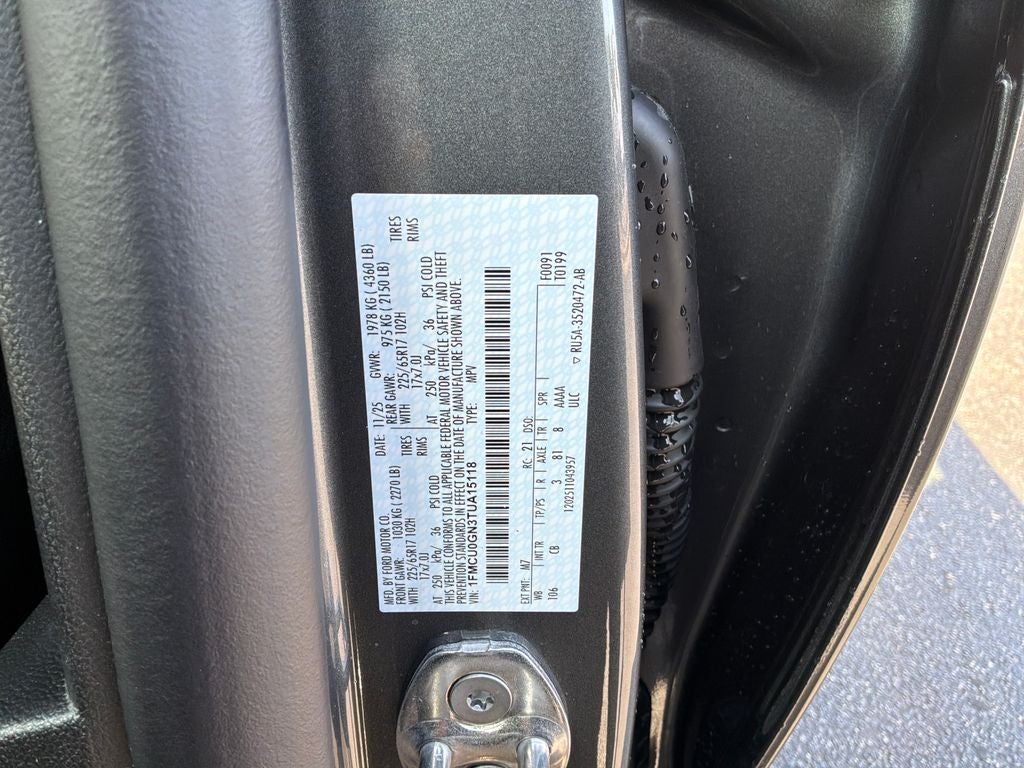 MFD. BY FORD MOTOR CO. DATE: 11/25 GVWR: 1978 KG ( 4360 LB)
FRONT GAWR: 1030 KG ( 2270 LB) REAR GAWR: 975 KG ( 2150 LB)
WITH 225/65R17 102H TIRES WITH 225/65R17 102H TIRES
17x7.0J RIMS 17x7.0J RIMS
AT 250 kPa/ 36 PSI COLD AT 250 kPa/ 36 PSI COLD
THIS VEHICLE CONFORMS TO ALL APPLICABLE FEDERAL MOTOR VEHICLE SAFETY AND THEFT
PREVENTION STANDARDS IN EFFECT ON THE DATE OF MANUFACTURE SHOWN ABOVE.
VIN: 1FMCU0GN3TUA15118 TYPE: MPV
EXT PNT: M7 RC: 21 DSO: F0091
WB INT TR TP/PS R AXLE TR SPR T0199
106 CB 3 81 8 AAAA
ULC
1202511043957 ▽ RU5A-3520472-AB